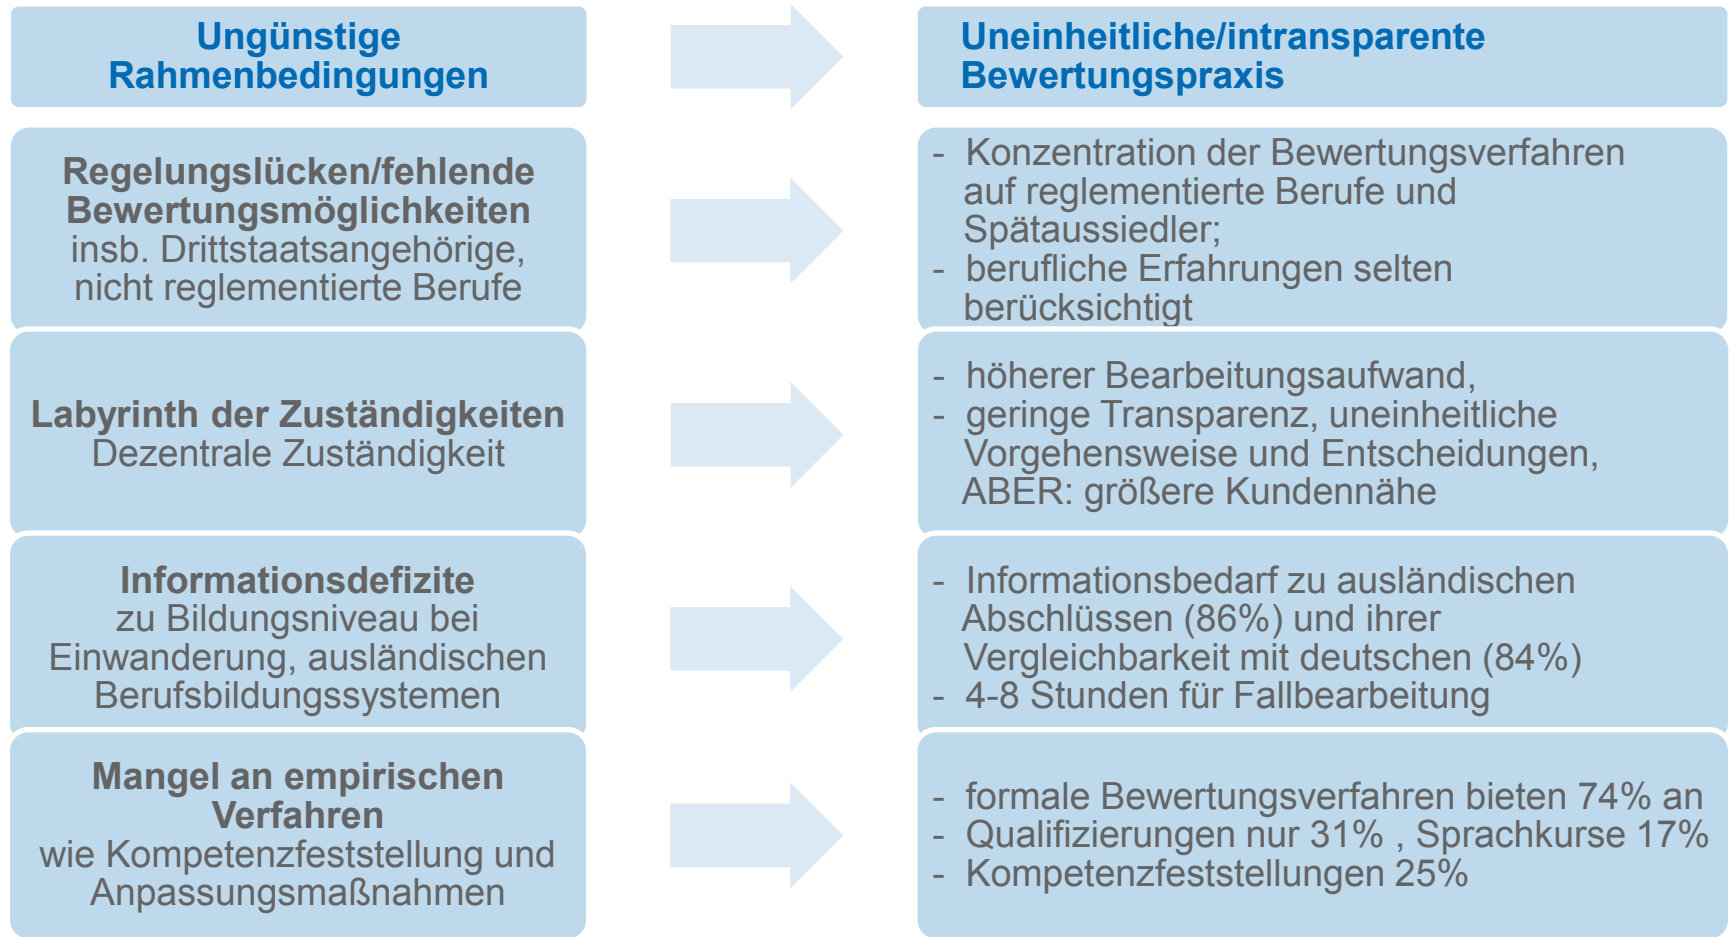 Ungünstige
Rahmenbedingungen
Uneinheitliche/intransparente
Bewertungspraxis
Regelungslücken/fehlende
Bewertungsmöglichkeiten
insb. Drittstaatsangehörige,
nicht reglementierte Berufe
- Konzentration der Bewertungsverfahren
auf reglementierte Berufe und
Spätaussiedler;
- berufliche Erfahrungen selten
berücksichtigt
Labyrinth der Zuständigkeiten
Dezentrale Zuständigkeit
- höherer Bearbeitungsaufwand,
- geringe Transparenz, uneinheitliche
Vorgehensweise und Entscheidungen,
ABER: größere Kundennähe
Informationsdefizite
zu Bildungsniveau bei
Einwanderung, ausländischen
Berufsbildungssystemen
- Informationsbedarf zu ausländischen
Abschlüssen (86%) und ihrer
Vergleichbarkeit mit deutschen (84%)
- 4-8 Stunden für Fallbearbeitung
Mangel an empirischen
Verfahren
wie Kompetenzfeststellung und
Anpassungsmaßnahmen
- formale Bewertungsverfahren bieten 74% an
- Qualifizierungen nur 31% , Sprachkurse 17%
- Kompetenzfeststellungen 25%